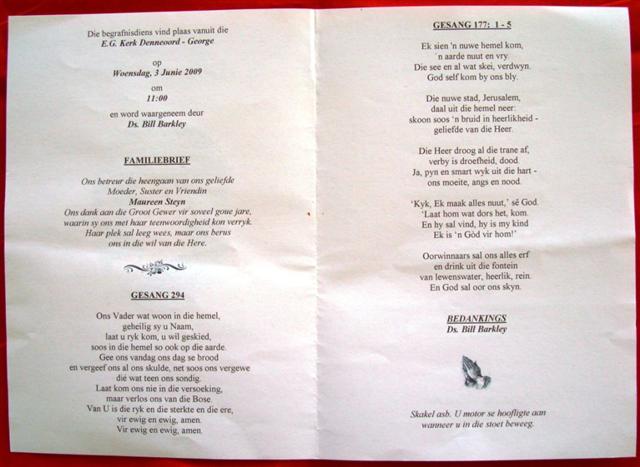 Die begrafnisdiens vind plaas vanuit die
E.G. Kerk Denneoord - George
op
Woensdag, 3 Junie 2009
om
11:00
en word waargeneem deur
Ds. Bill Barkley
FAMILIEBRIEF
Ons betreur die heengaan van ons geliefde
Moeder, Suster en Vriendin
Maureen Steyn
Ons dank aan die Groot Gewer vir soveel goue jare,
waarin sy ons met haar teenwoordigheid kon verryk.
Haar plek sal leeg wees, maar ons berus
ons in die wil van die Here.
GESANG 294
Ons Vader wat woon in die hemel,
geheilig sy u Naam,
laat u ryk kom, u wil geskied,
soos in die hemel so ook op die aarde.
Gee ons vandag ons dag se brood
en vergeef ons al ons skulde, net soos ons vergewe
die wat teen ons sondig.
Laat kom ons nie in die versoeking,
maar verlos ons van die Bose.
Van U is die ryk en die sterkte en die ere,
vir ewig en ewig, amen.
Vir ewig en ewig, amen.
GESANG 177: 1 - 5
Ek sien 'n nuwe hemel kom,
'n aarde nuut en vry.
Die see en al wat skei, verdwyn.
God self kom by ons bly.
Die nuwe stad, Jerusalem,
daal uit die hemel neer:
skoon soos 'n bruid in heerlikheid -
geliefde van die Heer.
Die Heer droog al die trane af,
verby is droefheid, dood.
Ja, pyn en smart wyk uit die hart -
ons moeite, angs en nood.
'Kyk, Ek maak alles nuut,' sê God.
'Laat hom wat dors het, kom.
En hy sal vind, hy is my kind
Ek is 'n Gòd vir hom!'
Oorwinnaars sal ons alles erf
en drink uit die fontein
van lewenswater, heerlik, rein.
En God sal oor ons skyn.
BEDANKINGS
Ds. Bill Barkley
Skakel asb. U motor se hoofligte aan
wanneer u in die stoet beweeg.